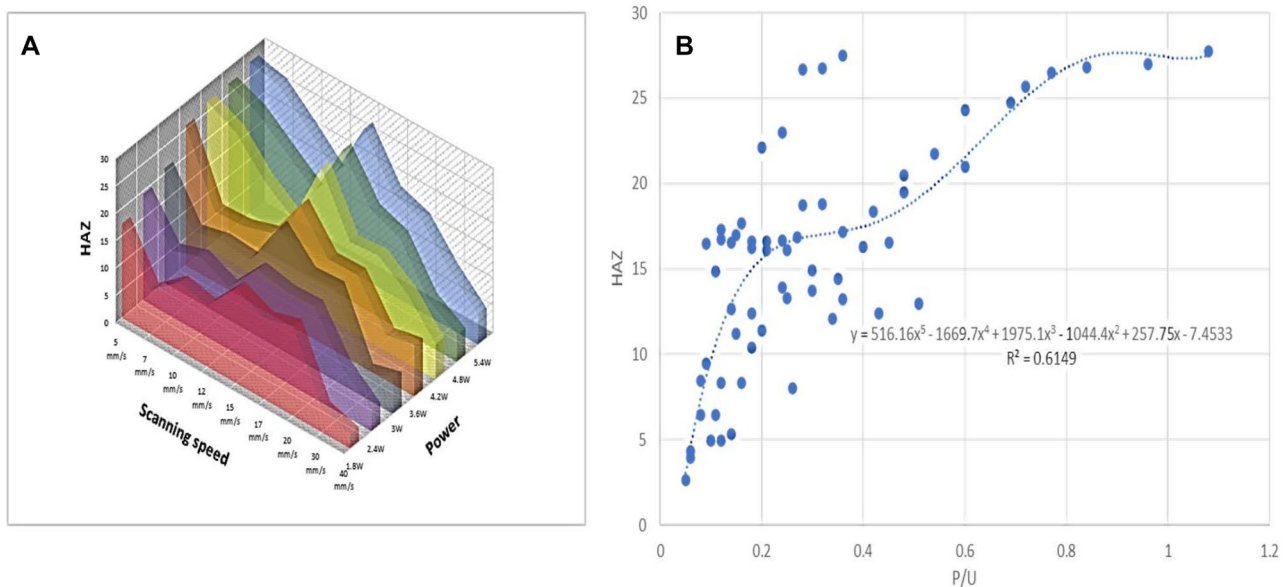 A
HAZ
30
25
20
15
10
5
0
5
mm/s
7
mm/s
10
mm/s
12
mm/s
15
mm/s
17
mm/s
20
mm/s
30
mm/s
40
mm/s
Scanning speed
1.8W
2.4W
3W
3.6W
4.2W
4.8W
5.4W
Power
B
HAZ
30
25
20
15
10
5
0
y = 516.16x⁵ - 1669.7x⁴ + 1975.1x³ - 1044.4x² + 257.75x - 7.4533
R² = 0.6149
0 0.2 0.4 0.6 0.8 1 1.2
P/U